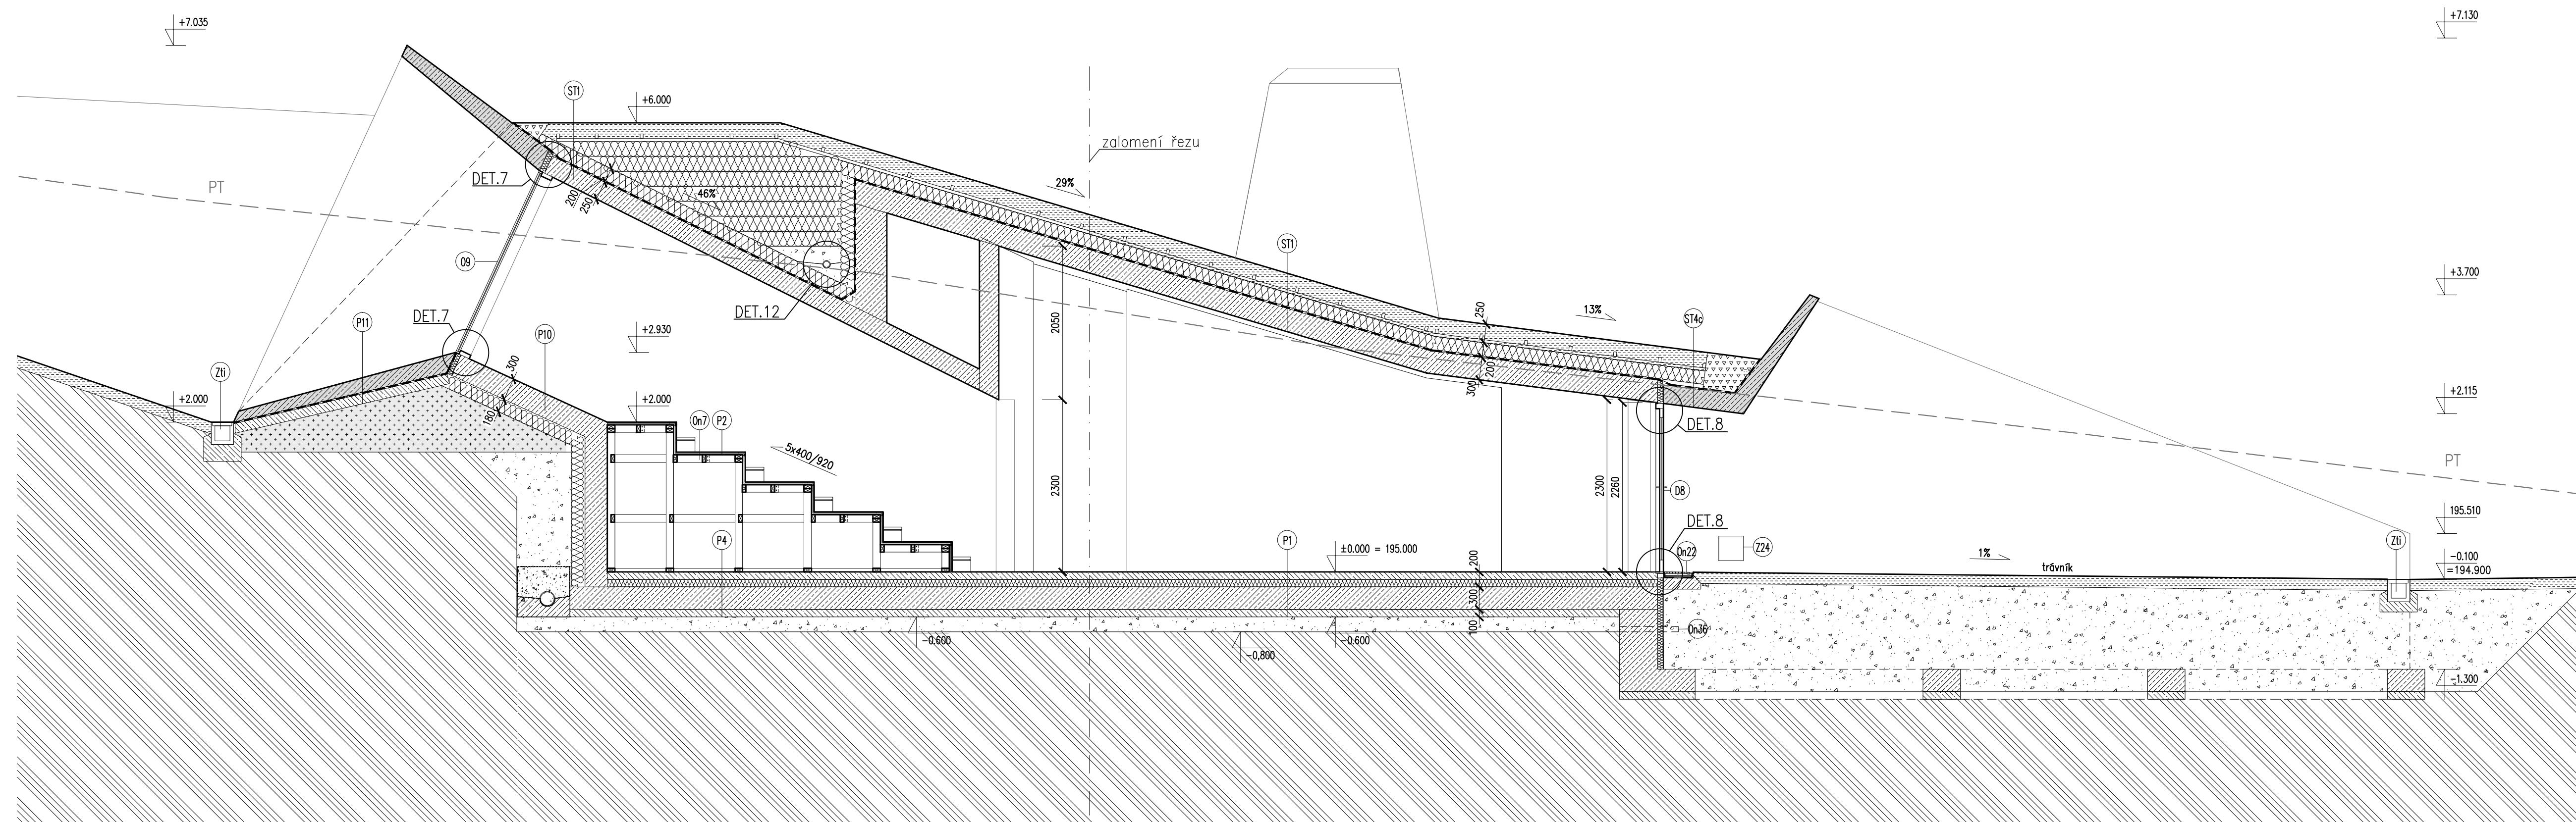 +7.035
+7.130
ST1
+6.000
zalomení řezu
DET.7
PT
200
250
46%
29%
ST1
O9
+3.700
DET.12
2050
250
13%
ST4c
P11
DET.7
P10
+2.930
300
200
300
Zti
180
+2.000
+2.000
On7
P2
5x400/920
+2.115
DET.8
PT
2300
2300
2260
D8
195.510
DET.8
P4
P1
±0.000 = 195.000
200
On22
Z24
1%
trávník
Zti
-0.100
=194.900
300
100
-0.600
-0,800
-0.600
On36
-1.300